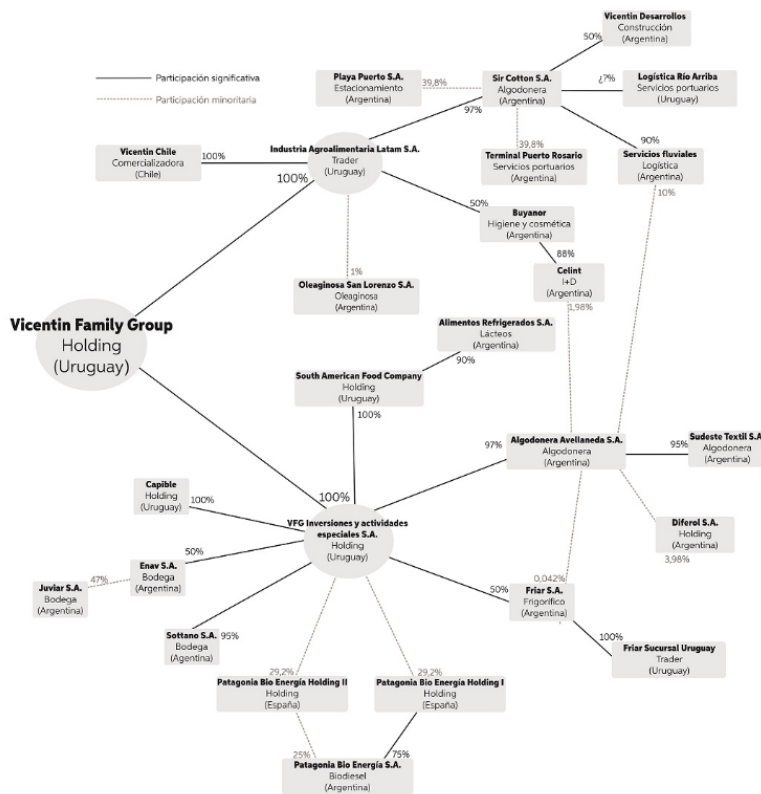 Vicentin Desarrollos
Construcción
(Argentina)
50%
Participación significativa
Participación minoritaria
Playa Puerto S.A.
Estacionamiento
(Argentina)
39,8%
Sir Cotton S.A.
Algodonera
(Argentina)
¿?%
Logística Río Arriba
Servicios portuarios
(Uruguay)
97%
Vicentin Chile
Comercializadora
(Chile)
100%
Industria Agroalimentaria Latam S.A.
Trader
(Uruguay)
100%
39,8%
Terminal Puerto Rosario
Servicios portuarios
(Argentina)
90%
Servicios fluviales
Logística
(Argentina)
10%
50%
Buyanor
Higiene y cosmética
(Argentina)
88%
Celint
I+D
(Argentina)
1,98%
1%
Oleaginosa San Lorenzo S.A.
Oleaginosa
(Argentina)
Vicentin Family Group
Holding
(Uruguay)
Alimentos Refrigerados S.A.
Lácteos
(Argentina)
90%
South American Food Company
Holding
(Uruguay)
100%
97%
Algodonera Avellaneda S.A.
Algodonera
(Argentina)
95%
Sudeste Textil S.A
Algodonera
(Argentina)
Capible
Holding
(Uruguay)
100%
100%
VFG Inversiones y actividades
especiales S.A.
Holding
(Uruguay)
Diferol S.A.
Holding
(Argentina)
3,98%
50%
Enav S.A.
Bodega
(Argentina)
47%
Juviar S.A.
Bodega
(Argentina)
0,042%
50%
Friar S.A.
Frigorífico
(Argentina)
Sottano S.A.
Bodega
(Agentina)
95%
100%
Friar Sucursal Uruguay
Trader
(Uruguay)
29,2%
Patagonia Bio Energía Holding II
Holding
(España)
29,2%
Patagonia Bio Energía Holding I
Holding
(España)
25%
75%
Patagonia Bio Energía S.A.
Biodiesel
(Argentina)